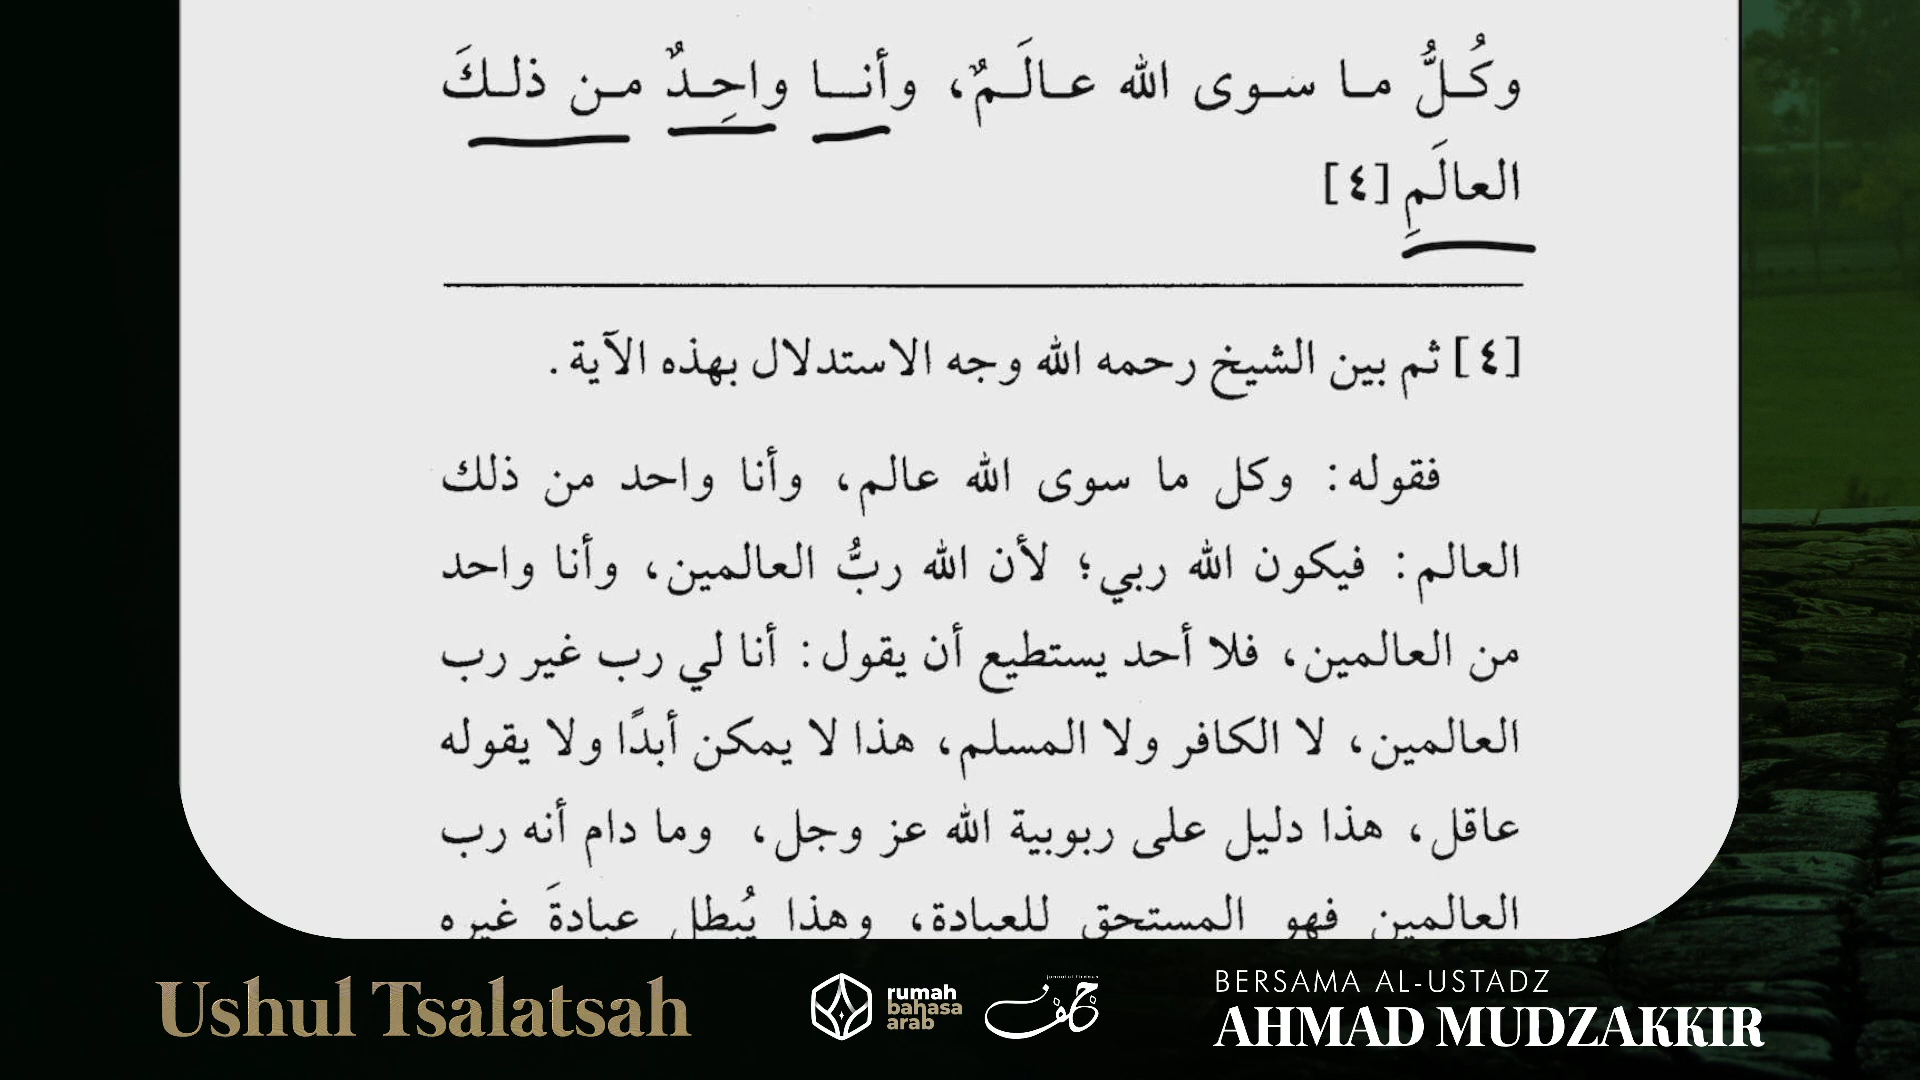 وكُلُّ ما سوى الله عالَمٌ، وأنا واحِدٌ من ذلكَ
العالَمِ [٤]
[٤] ثم بين الشيخ رحمه الله وجه الاستدلال بهذه الآية.
فقوله: وكل ما سوى الله عالم، وأنا واحد من ذلك
العالم: فيكون الله ربي؛ لأن الله ربُّ العالمين، وأنا واحد
من العالمين، فلا أحد يستطيع أن يقول: أنا لي رب غير رب
العالمين، لا الكافر ولا المسلم، هذا لا يمكن أبدًا ولا يقوله
عاقل، هذا دليل على ربوبية الله عز وجل، وما دام أنه رب
العالمين فهو المستحق للعبادة، وهذا يُبطل عبادةَ غيره
Ushul Tsalatsah
rumah
bahasa
arab
BERSAMA AL-USTADZ
AHMAD MUDZAKKIR